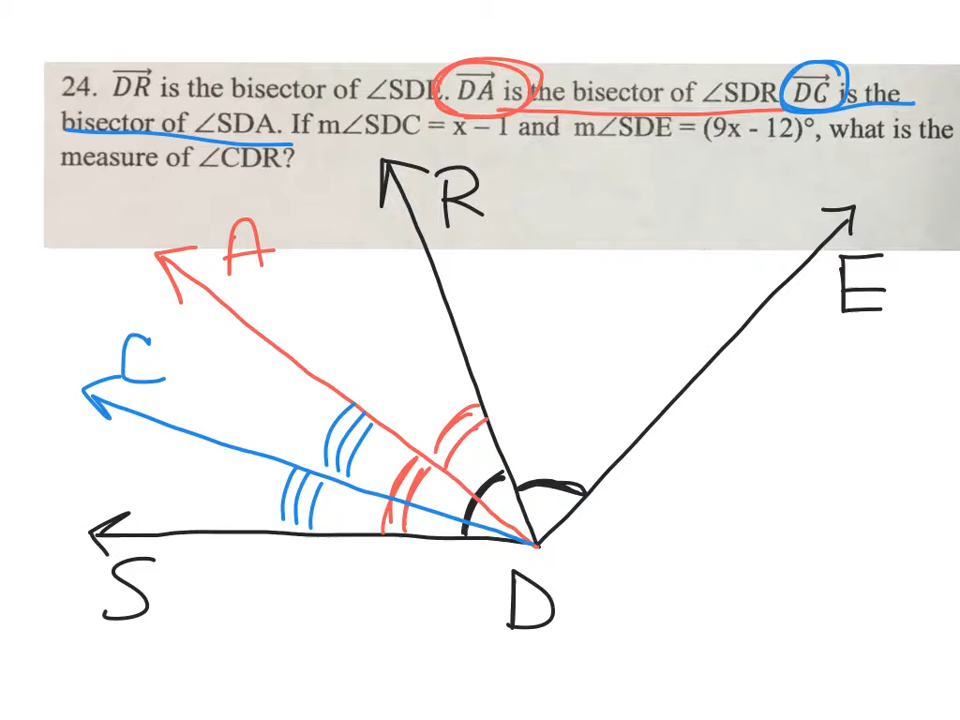 24. DR is the bisector of ∠SDE. DA is the bisector of ∠SDR. DC is the
bisector of ∠SDA. If m∠SDC = x – 1 and m∠SDE = (9x - 12)°, what is the
measure of ∠CDR?
R
A
E
C
S
D